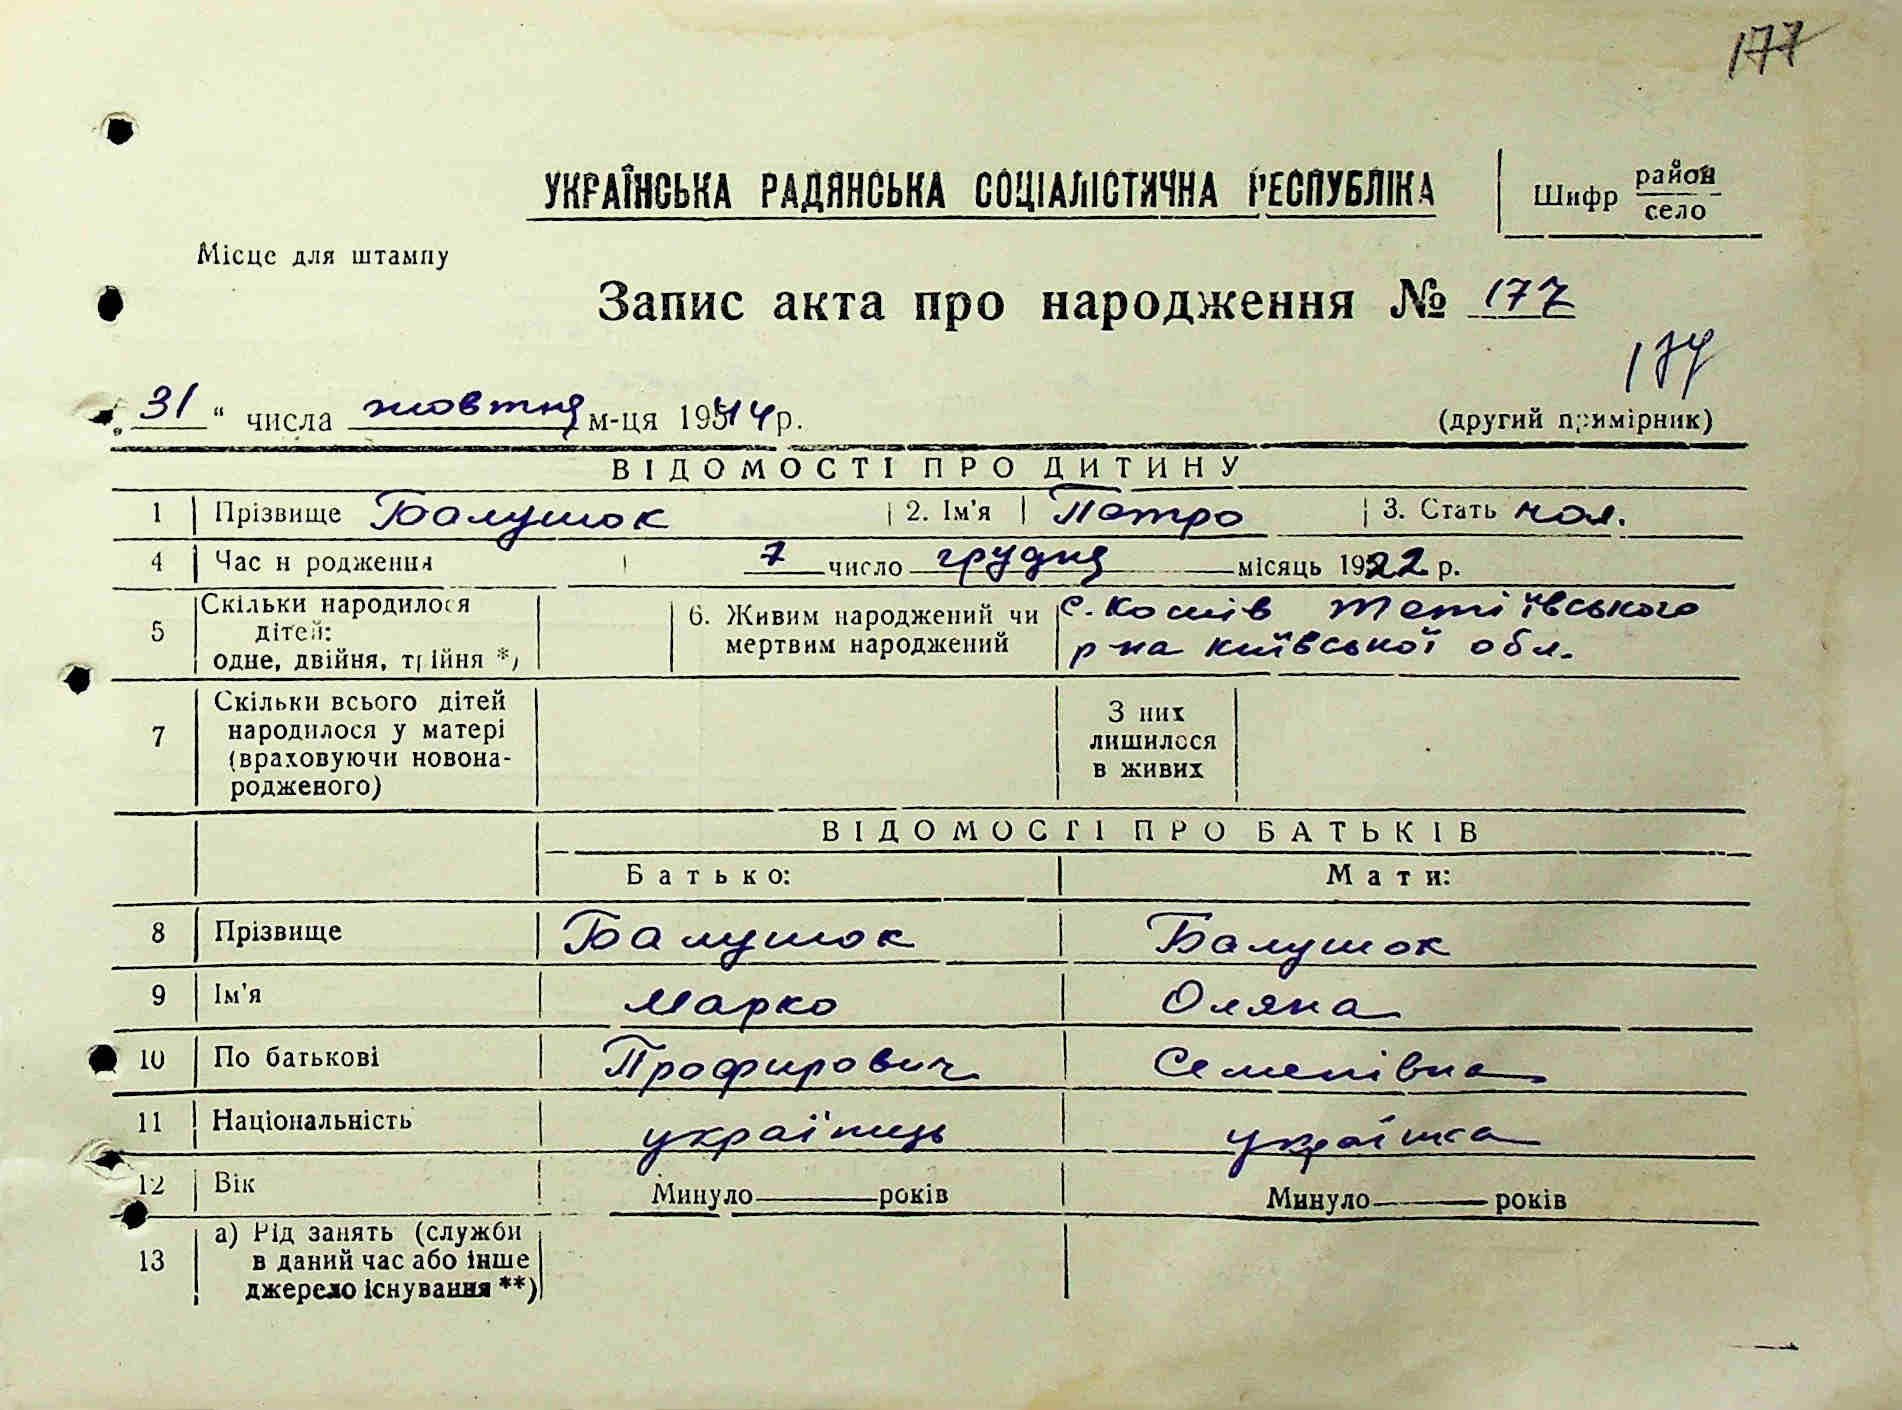 177
УКРАЇНСЬКА РАДЯНСЬКА СОЦІАЛІСТИЧНА РЕСПУБЛІКА
Шифр район
село
Місце для штампу
Запис акта про народження № 177
177
„31“ числа жовтня м-ця 1944 р.
(другий примірник)
ВІДОМОСТІ ПРО ДИТИНУ
1 Прізвище Балушок 2. Ім'я Петро 3. Стать чол.
4 Час н родження 7 число грудня місяць 1922 р.
5 Скільки народилося дітей: одне, двійня, трійня *)
6. Живим народжений чи мертвим народжений
с. Кошів Тетіївського
р-на Київської обл.
7 Скільки всього дітей народилося у матері (враховуючи новонародженого)
З них лишилося в живих
ВІДОМОСТІ ПРО БАТЬКІВ
Батько: Мати:
8 Прізвище Балушок Балушок
9 Ім'я Марко Оляна
10 По батькові Профирович Семенівна
11 Національність українець українка
12 Вік Минуло років Минуло років
13 а) Рід занять (служби
в даний час або інше
джерело існування **)